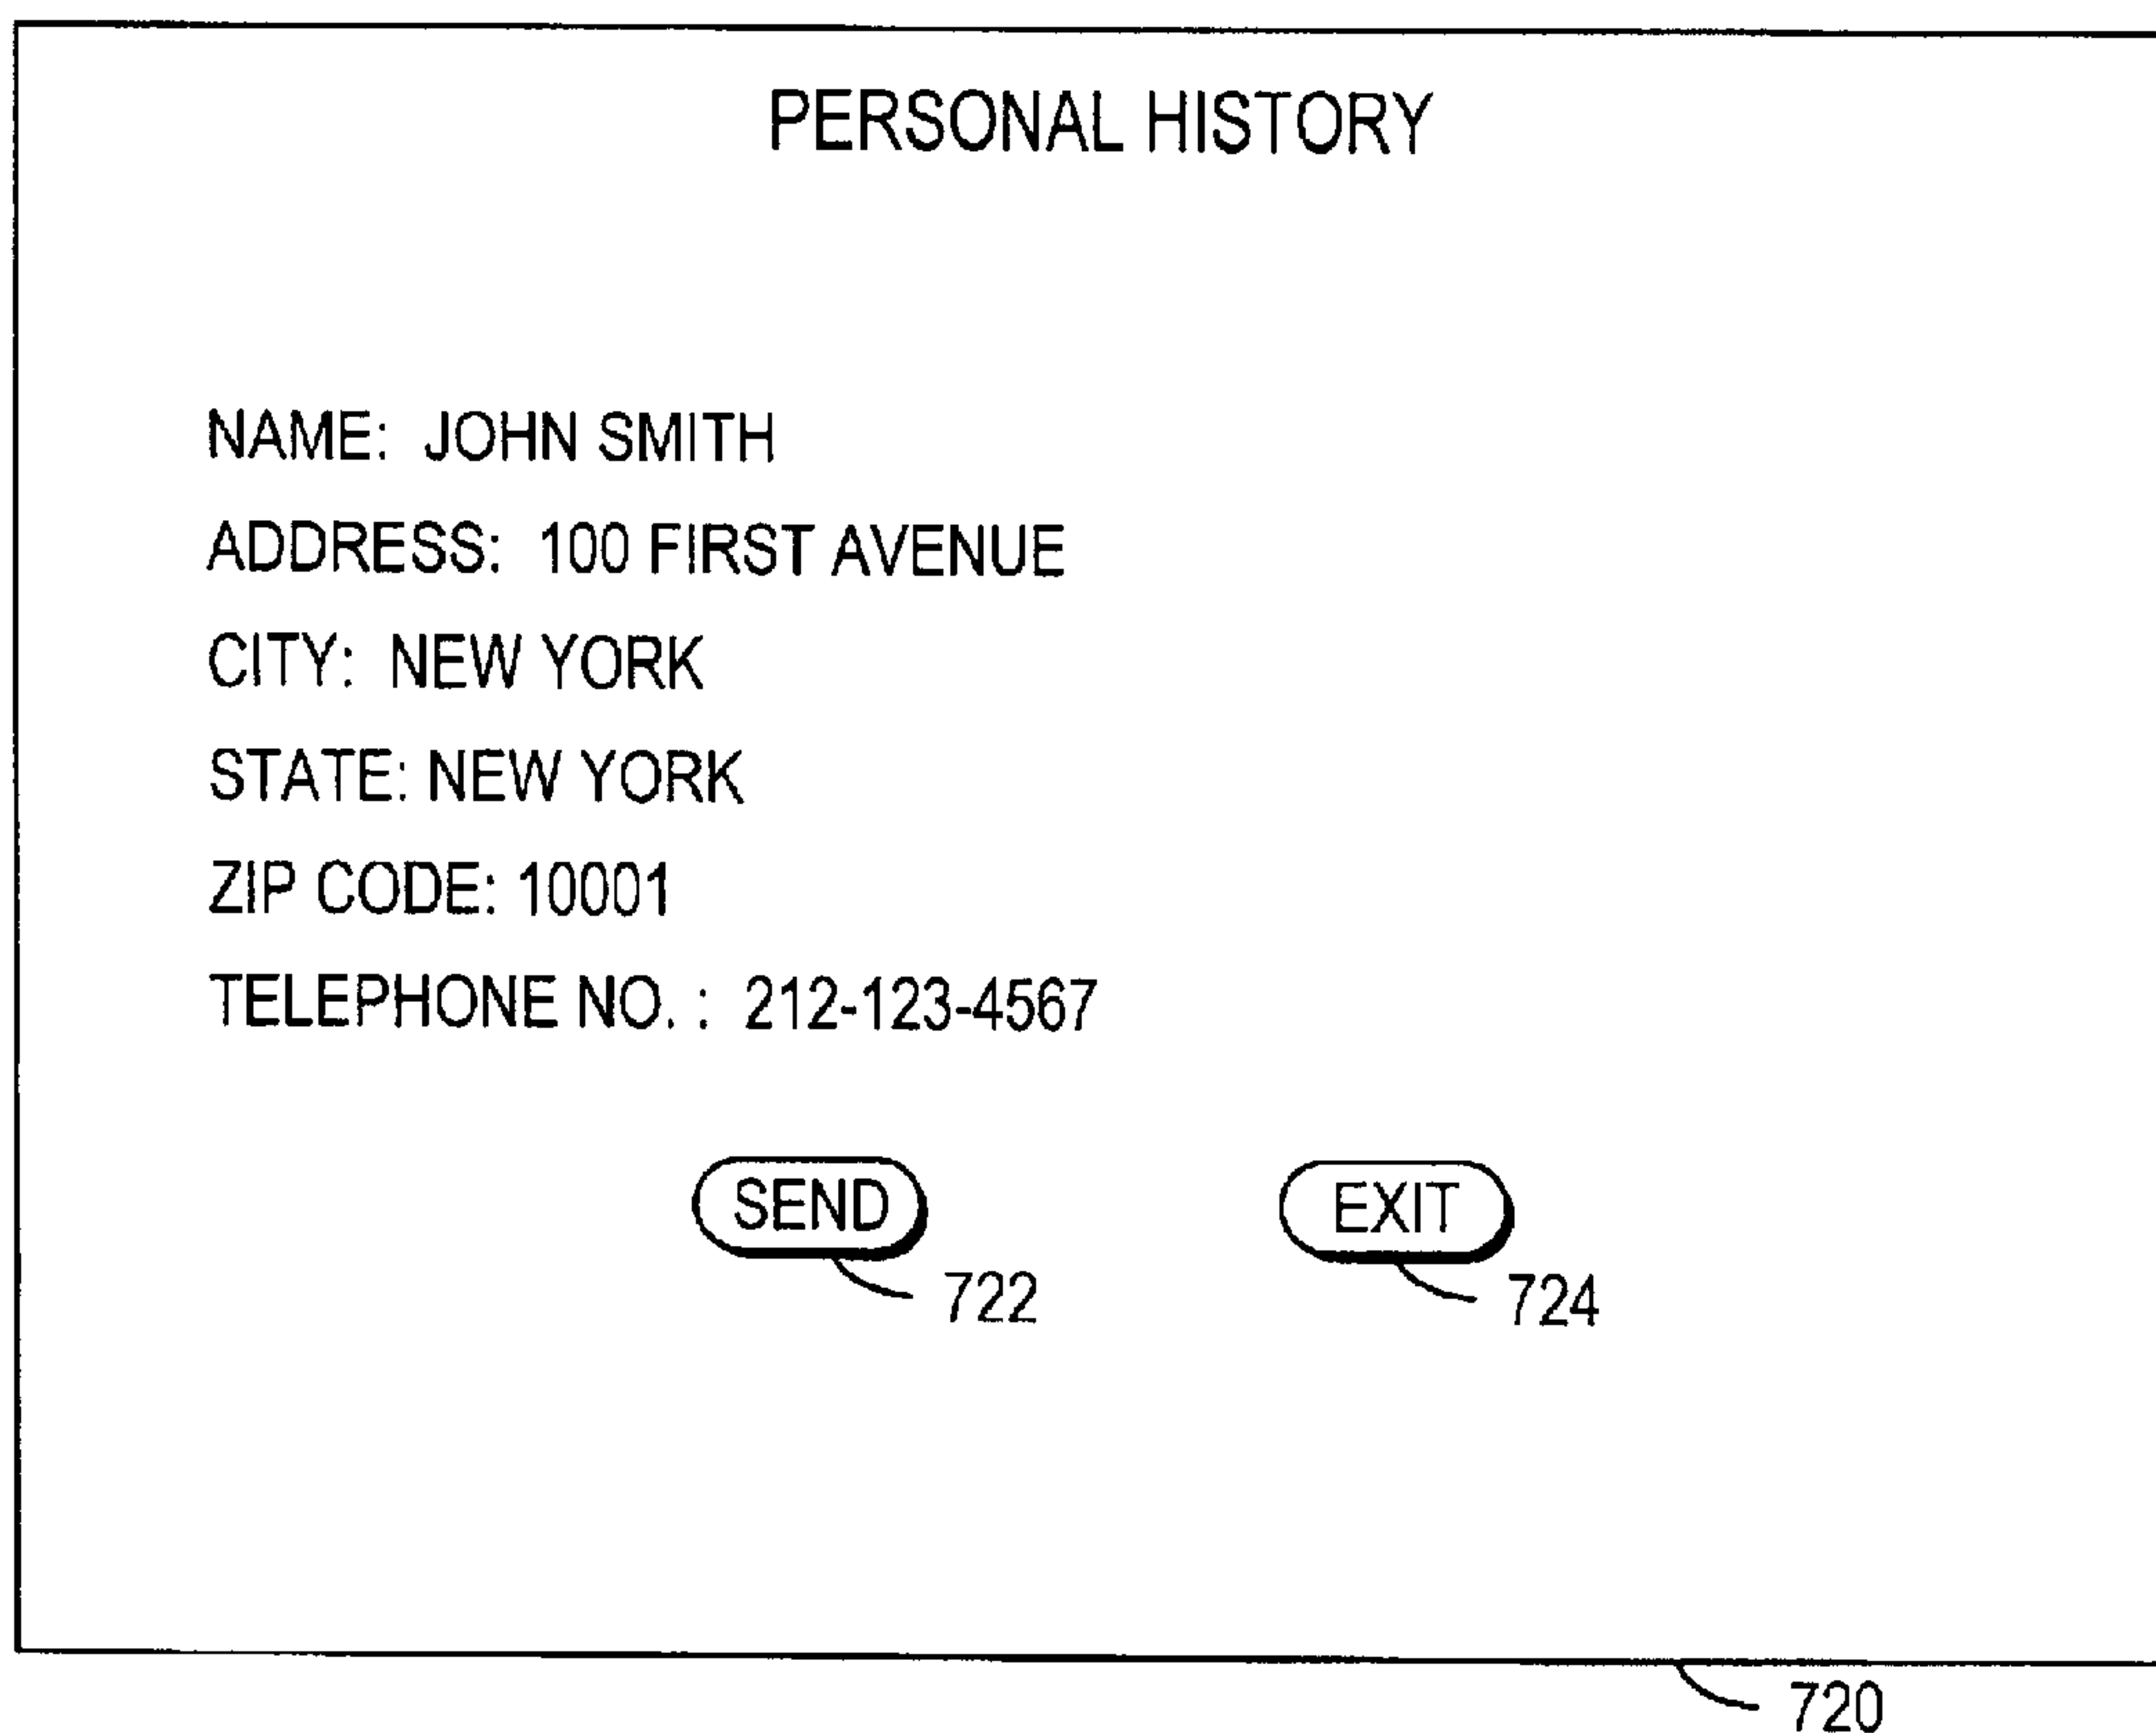 PERSONAL HISTORY
NAME: JOHN SMITH
ADDRESS: 100 FIRST AVENUE
CITY: NEW YORK
STATE: NEW YORK
ZIP CODE: 10001
TELEPHONE NO. : 212-123-4567
SEND EXIT
722 724
720